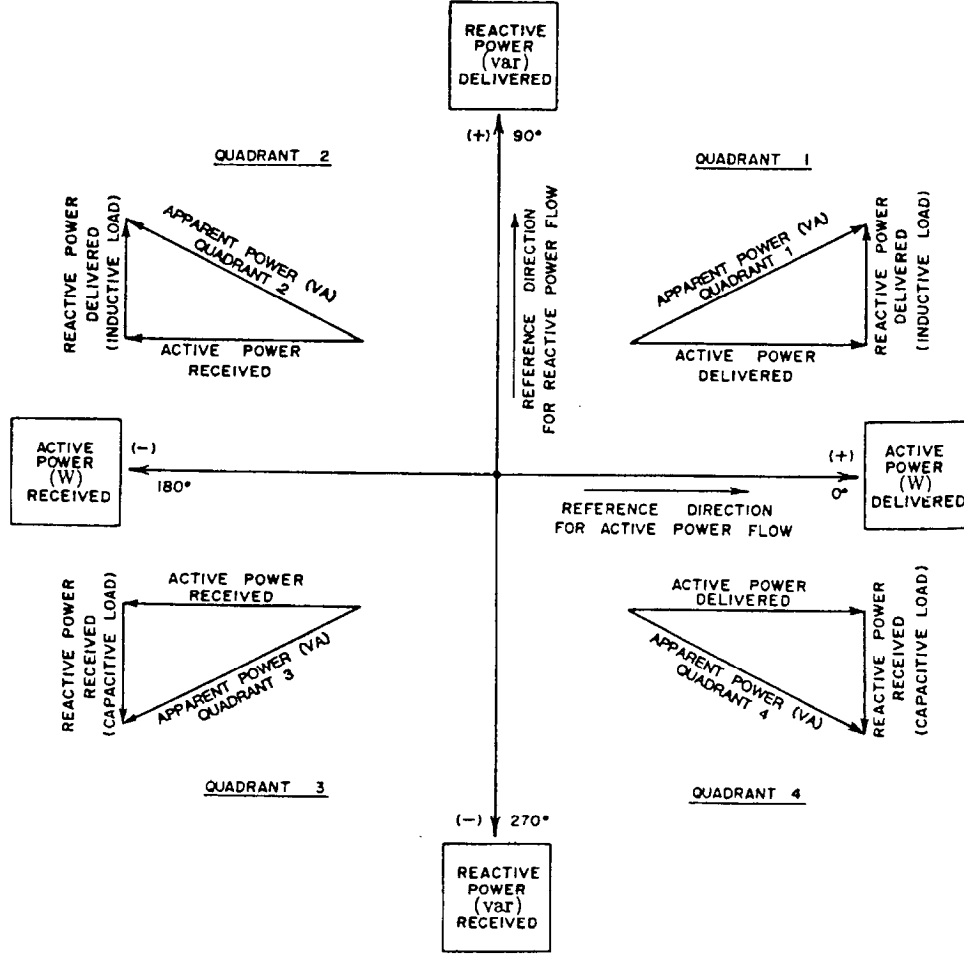 REACTIVE
POWER
(var)
DELIVERED
(+) 90°
QUADRANT 2
QUADRANT 1
REACTIVE POWER
DELIVERED
(INDUCTIVE LOAD)
APPARENT POWER (VA)
QUADRANT 2
ACTIVE POWER
RECEIVED
REFERENCE DIRECTION
FOR REACTIVE POWER FLOW
APPARENT POWER (VA)
QUADRANT 1
ACTIVE POWER
DELIVERED
REACTIVE POWER
DELIVERED
(INDUCTIVE LOAD)
ACTIVE
POWER
(W)
RECEIVED
(-)
180°
(+)
0°
REFERENCE DIRECTION
FOR ACTIVE POWER FLOW
ACTIVE
POWER
(W)
DELIVERED
REACTIVE POWER
RECEIVED
(CAPACITIVE LOAD)
ACTIVE POWER
RECEIVED
APPARENT POWER (VA)
QUADRANT 3
ACTIVE POWER
DELIVERED
APPARENT POWER (VA)
QUADRANT 4
REACTIVE POWER
RECEIVED
(CAPACITIVE LOAD)
QUADRANT 3
QUADRANT 4
(-) 270°
REACTIVE
POWER
(var)
RECEIVED